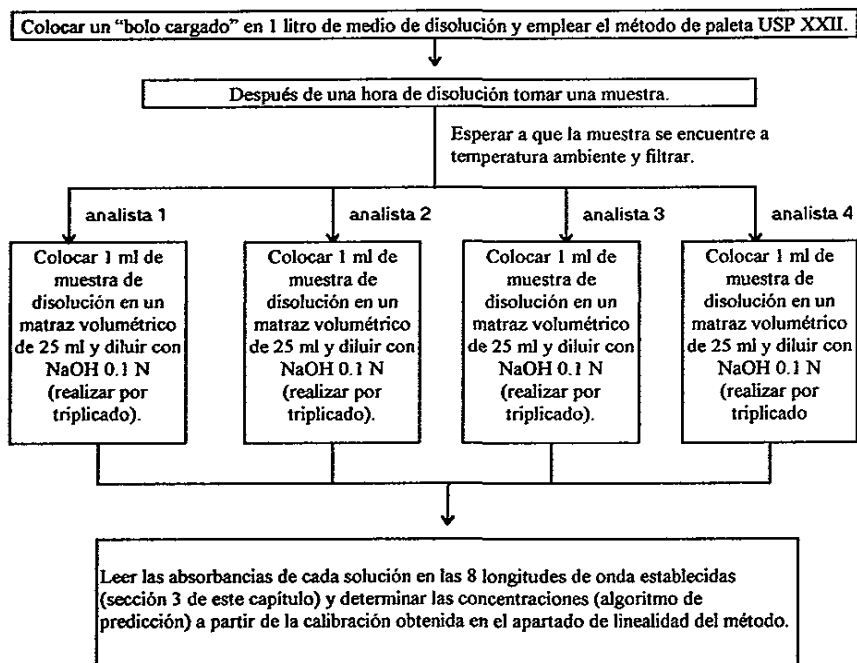 Colocar un “bolo cargado” en 1 litro de medio de disolución y emplear el método de paleta USP XXII.
Después de una hora de disolución tomar una muestra.
Esperar a que la muestra se encuentre a
temperatura ambiente y filtrar.
analista 1
Colocar 1 ml de
muestra de
disolución en un
matraz volumétrico
de 25 ml y diluir con
NaOH 0.1 N
(realizar por
triplicado).
analista 2
Colocar 1 ml de
muestra de
disolución en un
matraz volumétrico
de 25 ml y diluir con
NaOH 0.1 N
(realizar por
triplicado).
analista 3
Colocar 1 ml de
muestra de
disolución en un
matraz volumétrico
de 25 ml y diluir con
NaOH 0.1 N
(realizar por
triplicado).
analista 4
Colocar 1 ml de
muestra de
disolución en un
matraz volumétrico
de 25 ml y diluir con
NaOH 0.1 N
(realizar por
triplicado
Leer las absorbancias de cada solución en las 8 longitudes de onda establecidas
(sección 3 de este capítulo) y determinar las concentraciones (algoritmo de
predicción) a partir de la calibración obtenida en el apartado de linealidad del método.